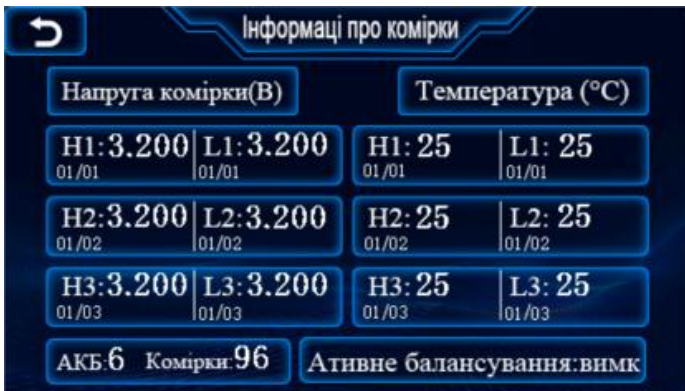 Інформаці про комірки
Напруга комірки(В) Температура (°C)
H1:3.200 L1:3.200 H1: 25 L1: 25
01/01 01/01 01/01 01/01
H2:3.200 L2:3.200 H2: 25 L2: 25
01/02 01/02 01/02 01/02
H3:3.200 L3:3.200 H3: 25 L3: 25
01/03 01/03 01/03 01/03
АКБ:6 Комірки:96 Ативне балансування:вимк